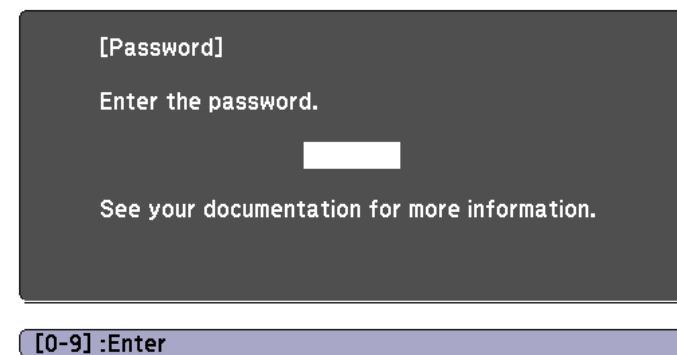 [Password]
Enter the password.
See your documentation for more information.
[0-9] :Enter